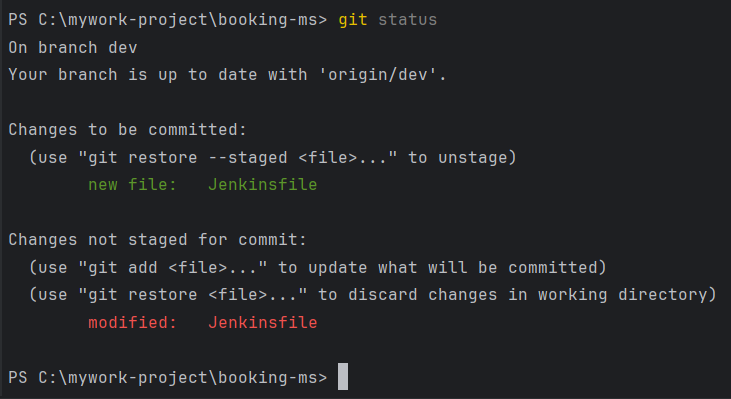 PS C:\mywork-project\booking-ms> git status
On branch dev
Your branch is up to date with 'origin/dev'.
Changes to be committed:
  (use "git restore --staged <file>..." to unstage)
        new file:   Jenkinsfile
Changes not staged for commit:
  (use "git add <file>..." to update what will be committed)
  (use "git restore <file>..." to discard changes in working directory)
        modified:   Jenkinsfile
PS C:\mywork-project\booking-ms>